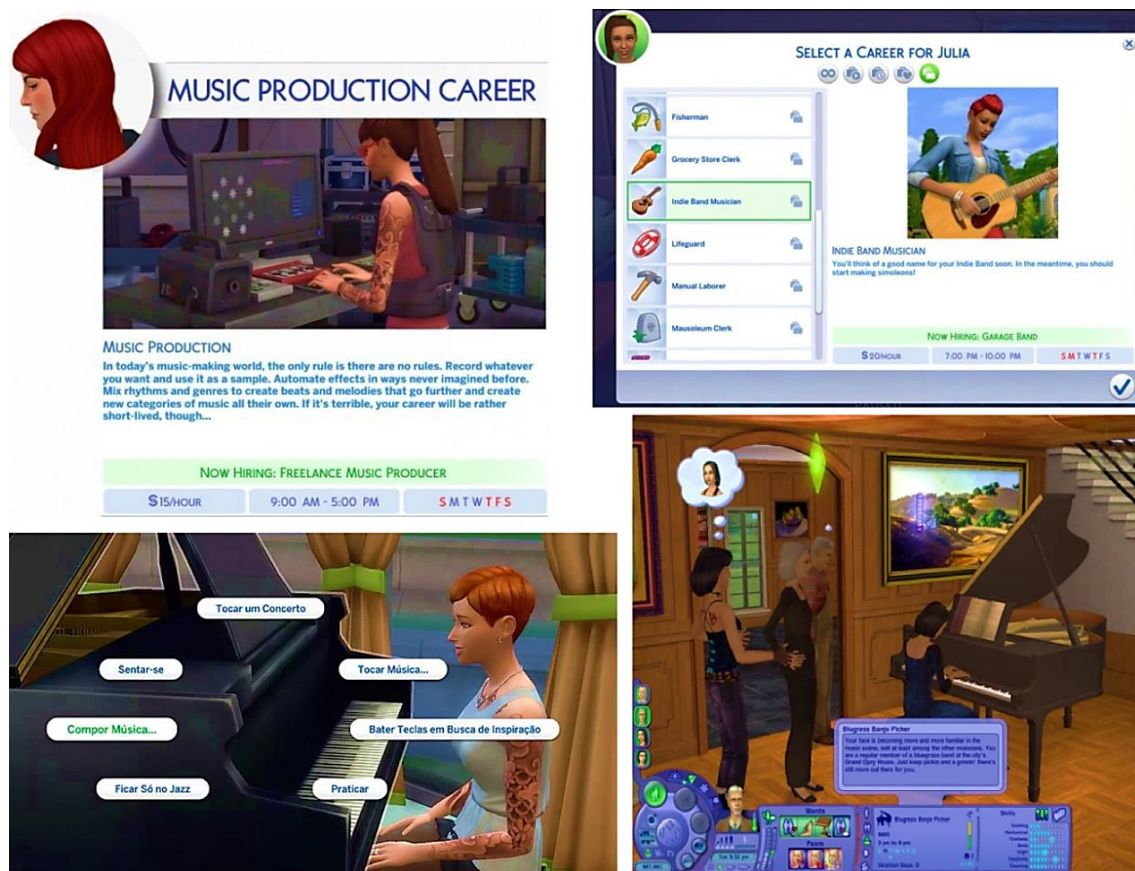 MUSIC PRODUCTION CAREER
MUSIC PRODUCTION
In today's music-making world, the only rule is there are no rules. Record whatever
you want and use it as a sample. Automate effects in ways never imagined before.
Mix rhythms and genres to create beats and melodies that go further and create
new categories of music all their own. If it's terrible, your career will be rather
short-lived, though...
NOW HIRING: FREELANCE MUSIC PRODUCER
$15/HOUR
9:00 AM - 5:00 PM
S M T W T F S
SELECT A CAREER FOR JULIA
Fisherman
Grocery Store Clerk
Indie Band Musician
Lifeguard
Manual Laborer
Mausoleum Clerk
INDIE BAND MUSICIAN
You'll think of a good name for your Indie Band soon. In the meantime, you should
start making simoleons!
NOW HIRING: GARAGE BAND
$20/HOUR
7:00 PM - 10:00 PM
S M T W T F S
Tocar um Concerto
Sentar-se
Tocar Música...
Compor Música...
Bater Teclas em Busca de Inspiração
Ficar Só no Jazz
Praticar
Blugrass Banjo Picker
Your face is becoming more and more familiar in the
music scene, well at least among the other musicians. You
are a regular member of a bluegrass band at the city's
Grand Opry House. Just keep pickin and a grinnin' there's
still more out there for you.
Wants
Fears
Blugrass Banjo Picker
3 pm to 9 pm
Vacation Days: 0
Skills